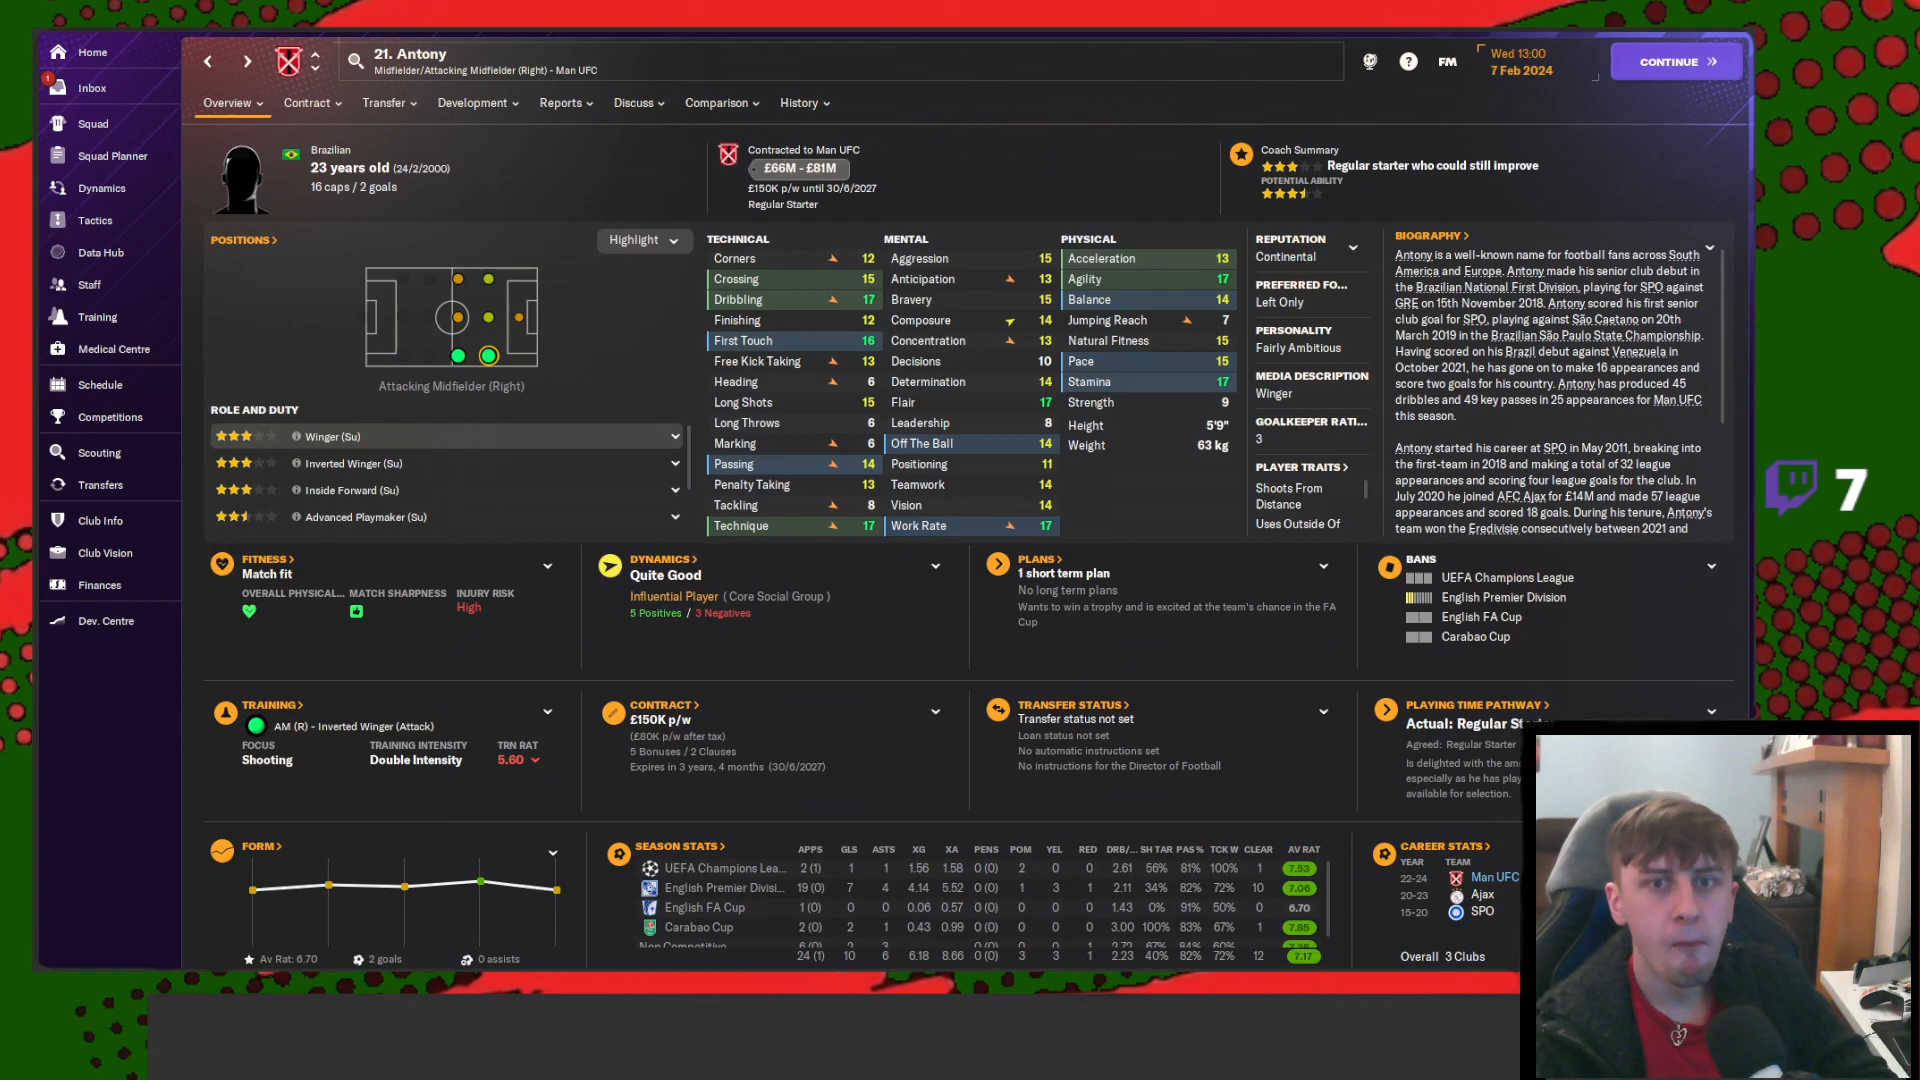 Home
Inbox
1
Squad
Squad Planner
Dynamics
Tactics
Data Hub
Staff
Training
Medical Centre
Schedule
Competitions
Scouting
Transfers
Club Info
Club Vision
Finances
Dev. Centre
21. Antony
Midfielder/Attacking Midfielder (Right) - Man UFC
?
FM
Wed 13:00
7 Feb 2024
CONTINUE
Overview
Contract
Transfer
Development
Reports
Discuss
Comparison
History
Brazilian
23 years old (24/2/2000)
16 caps / 2 goals
Contracted to Man UFC
£66M - £81M
£150K p/w until 30/6/2027
Regular Starter
Coach Summary
Regular starter who could still improve
POTENTIAL ABILITY
POSITIONS >
Highlight
Attacking Midfielder (Right)
ROLE AND DUTY
Winger (Su)
Inverted Winger (Su)
Inside Forward (Su)
Advanced Playmaker (Su)
TECHNICAL
Corners 12
Crossing 15
Dribbling 17
Finishing 12
First Touch 16
Free Kick Taking 13
Heading 6
Long Shots 15
Long Throws 6
Marking 6
Passing 14
Penalty Taking 13
Tackling 8
Technique 17
MENTAL
Aggression 15
Anticipation 13
Bravery 15
Composure 14
Concentration 13
Decisions 10
Determination 14
Flair 17
Leadership 8
Off The Ball 14
Positioning 11
Teamwork 14
Vision 14
Work Rate 17
PHYSICAL
Acceleration 13
Agility 17
Balance 14
Jumping Reach 7
Natural Fitness 15
Pace 15
Stamina 17
Strength 9
Height 5'9"
Weight 63 kg
REPUTATION
Continental
PREFERRED FO...
Left Only
PERSONALITY
Fairly Ambitious
MEDIA DESCRIPTION
Winger
GOALKEEPER RATI...
3
PLAYER TRAITS >
Shoots From
Distance
Uses Outside Of
BIOGRAPHY >
Antony is a well-known name for football fans across South
America and Europe. Antony made his senior club debut in
the Brazilian National First Division, playing for SPO against
GRE on 15th November 2018. Antony scored his first senior
club goal for SPO, playing against São Caetano on 20th
March 2019 in the Brazilian São Paulo State Championship.
Having scored on his Brazil debut against Venezuela in
October 2021, he has gone on to make 16 appearances and
score two goals for his country. Antony has produced 45
dribbles and 49 key passes in 25 appearances for Man UFC
this season.
Antony started his career at SPO in May 2011, breaking into
the first-team in 2018 and making a total of 32 league
appearances and scoring four league goals for the club. In
July 2020 he joined AFC Ajax for £14M and made 57 league
appearances and scored 18 goals. During his tenure, Antony's
team won the Eredivisie consecutively between 2021 and
7
FITNESS >
Match fit
OVERALL PHYSICAL... MATCH SHARPNESS INJURY RISK
High
DYNAMICS >
Quite Good
Influential Player ( Core Social Group )
5 Positives / 3 Negatives
PLANS >
1 short term plan
No long term plans
Wants to win a trophy and is excited at the team's chance in the FA
Cup
BANS
UEFA Champions League
English Premier Division
English FA Cup
Carabao Cup
TRAINING >
AM (R) - Inverted Winger (Attack)
FOCUS TRAINING INTENSITY TRN RAT
Shooting Double Intensity 5.60
CONTRACT >
£150K p/w
(£80K p/w after tax)
5 Bonuses / 2 Clauses
Expires in 3 years, 4 months (30/6/2027)
TRANSFER STATUS >
Transfer status not set
Loan status not set
No automatic instructions set
No instructions for the Director of Football
PLAYING TIME PATHWAY >
Actual: Regular
Agreed: Regular Starter
Is delighted with the
especially as he has
available for selection.
FORM >
Av Rat: 6.70 2 goals 0 assists
SEASON STATS > APPS GLS ASTS XG XA PENS POM YEL RED DRB/... SH TAR PAS% TCK W CLEAR AV RAT
UEFA Champions Lea... 2 (1) 1 1 1.56 1.58 0 (0) 2 0 0 2.61 56% 81% 100% 1 7.53
English Premier Divisi... 19 (0) 7 4 4.14 5.52 0 (0) 1 3 1 2.11 34% 82% 72% 10 7.06
English FA Cup 1 (0) 0 0 0.06 0.57 0 (0) 0 0 0 1.43 0% 91% 50% 0 6.70
Carabao Cup 2 (0) 2 1 0.43 0.99 0 (0) 0 0 0 3.00 100% 83% 67% 1 7.85
Non Competitive
24 (1) 10 6 6.18 8.66 0 (0) 3 3 1 2.23 40% 82% 72% 12 7.17
CAREER STATS >
YEAR TEAM
22-24 Man UFC
20-23 Ajax
15-20 SPO
Overall 3 Clubs